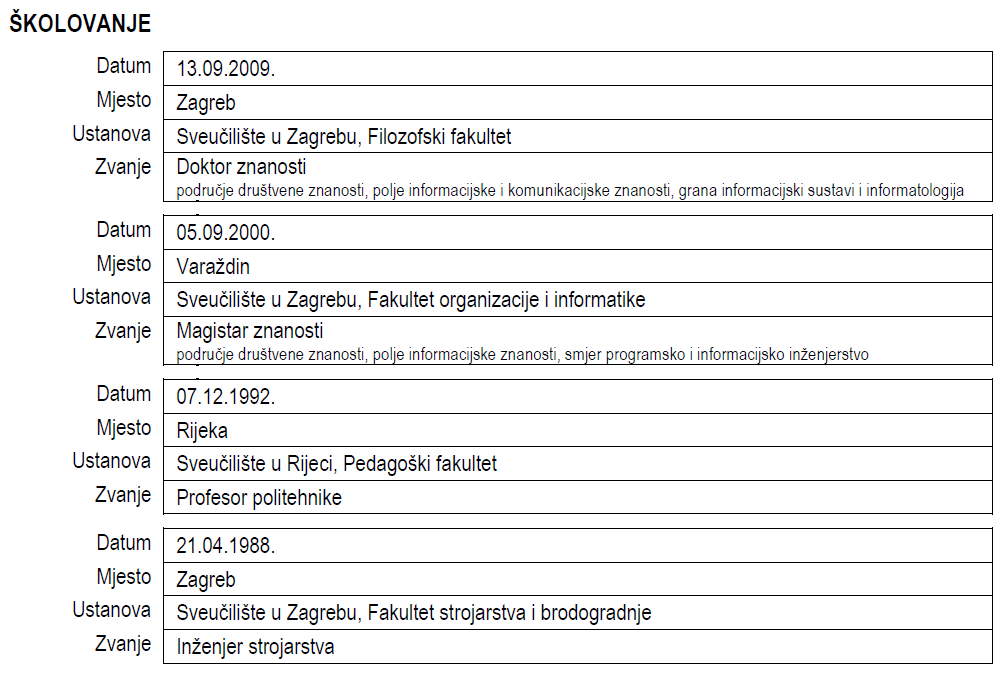 ŠKOLOVANJE
Datum 13.09.2009.
Mjesto Zagreb
Ustanova Sveučilište u Zagrebu, Filozofski fakultet
Zvanje Doktor znanosti
područje društvene znanosti, polje informacijske i komunikacijske znanosti, grana informacijski sustavi i informatologija
Datum 05.09.2000.
Mjesto Varaždin
Ustanova Sveučilište u Zagrebu, Fakultet organizacije i informatike
Zvanje Magistar znanosti
područje društvene znanosti, polje informacijske znanosti, smjer programsko i informacijsko inženjerstvo
Datum 07.12.1992.
Mjesto Rijeka
Ustanova Sveučilište u Rijeci, Pedagoški fakultet
Zvanje Profesor politehnike
Datum 21.04.1988.
Mjesto Zagreb
Ustanova Sveučilište u Zagrebu, Fakultet strojarstva i brodogradnje
Zvanje Inženjer strojarstva